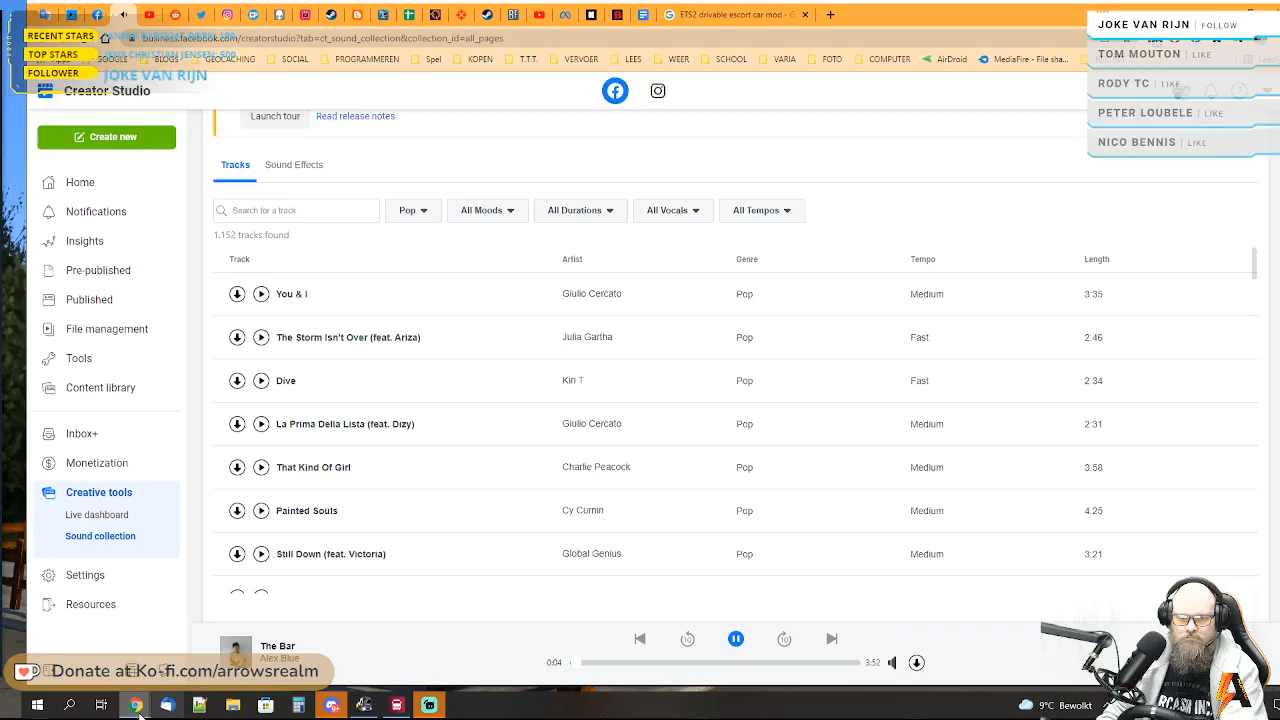 ETS2 drivable escort car mod - G
business.facebook.com/creatorstudio?tab=ct_sound_collection&collection_id=all_pages
GOOGLE BLOGS GEOCACHING SOCIAL PROGRAMMEREN Spel KOPEN T.T.T. VERVOER LEES WEER SCHOOL VARIA FOTO COMPUTER AirDroid MediaFire - File sha...
RECENT STARS
TOP STARS JENS CHRISTIAN JENSEN: 500
FOLLOWER JOKE VAN RIJN
JOKE VAN RIJN | FOLLOW
TOM MOUTON | LIKE
RODY TC | LIKE
PETER LOUBELE | LIKE
NICO BENNIS | LIKE
Creator Studio
Create new
Home
Notifications
Insights
Pre-published
Published
File management
Tools
Content library
Inbox+
Monetization
Creative tools
Live dashboard
Sound collection
Settings
Resources
Launch tour Read release notes
Tracks Sound Effects
Search for a track Pop All Moods All Durations All Vocals All Tempos
1.152 tracks found
Track Artist Genre Tempo Length
You & I Giulio Cercato Pop Medium 3:35
The Storm Isn't Over (feat. Ariza) Julia Gartha Pop Fast 2:46
Dive Kiri T Pop Fast 2:34
La Prima Della Lista (feat. Dizy) Giulio Cercato Pop Medium 2:31
That Kind Of Girl Charlie Peacock Pop Medium 3:58
Painted Souls Cy Curnin Pop Medium 4:25
Still Down (feat. Victoria) Global Genius Pop Medium 3:21
The Bar
Alex Blue
10 10
0:04 3:52
Donate at Ko-fi.com/arrowsrealm
9°C Bewolkt